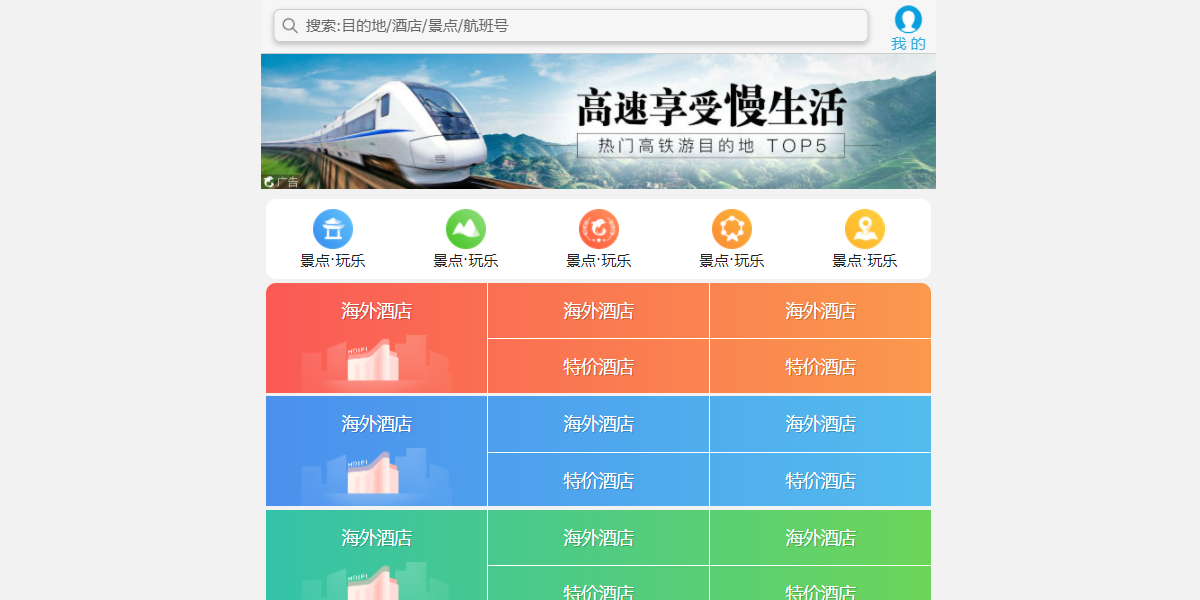 搜索:目的地/酒店/景点/航班号
我 的
高速享受慢生活
热门高铁游目的地 TOP5
广告
景点·玩乐 景点·玩乐 景点·玩乐 景点·玩乐 景点·玩乐
海外酒店 海外酒店 海外酒店
特价酒店 特价酒店
海外酒店 海外酒店 海外酒店
特价酒店 特价酒店
海外酒店 海外酒店 海外酒店
特价酒店 特价酒店